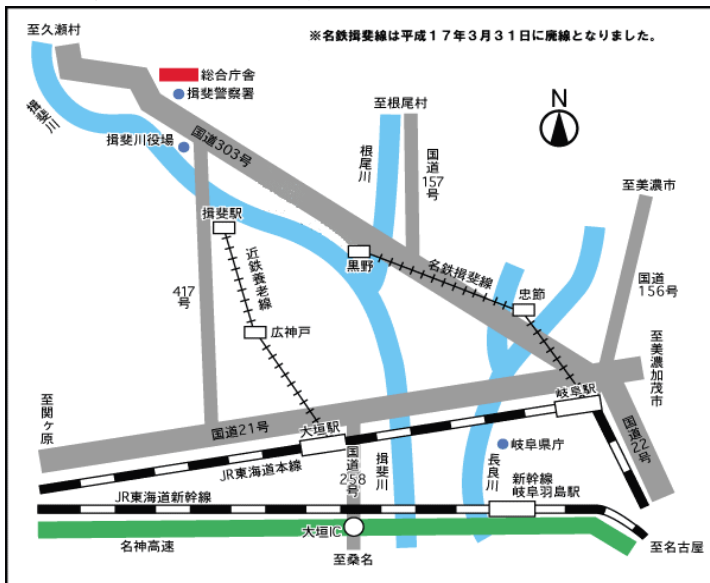 至久瀬村
※名鉄揖斐線は平成17年3月31日に廃線となりました。
総合庁舎
揖斐警察署
揖斐川
至根尾村
N
国道303号
揖斐川役場
根尾川
国道157号
至美濃市
揖斐駅
黒野
名鉄揖斐線
近鉄養老線
417号
国道156号
忠節
広神戸
至関ヶ原
至美濃加茂市
岐阜駅
国道21号
大垣駅
国道22号
岐阜県庁
JR東海道本線
国道258号
揖斐川
長良川
新幹線
岐阜羽島駅
JR東海道新幹線
大垣IC
名神高速
至桑名
至名古屋